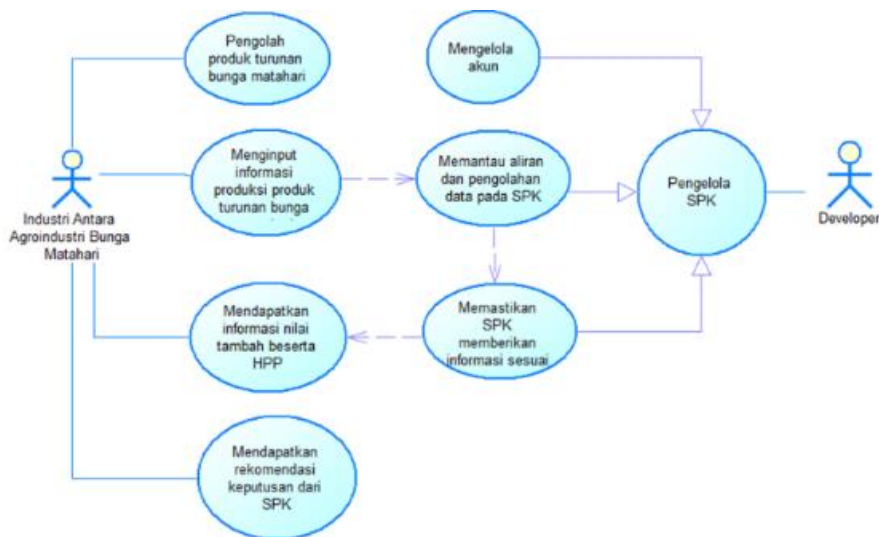 Pengolah
produk turunan
bunga matahari
Mengelola
akun
Menginput
informasi
produksi produk
turunan bunga
Memantau aliran
dan pengolahan
data pada SPK
Pengelola
SPK
Industri Antara
Agroindustri Bunga
Matahari
Developer
Mendapatkan
informasi nilai
tambah beserta
HPP
Memastikan
SPK
memberikan
informasi sesuai
Mendapatkan
rekomendasi
keputusan dari
SPK